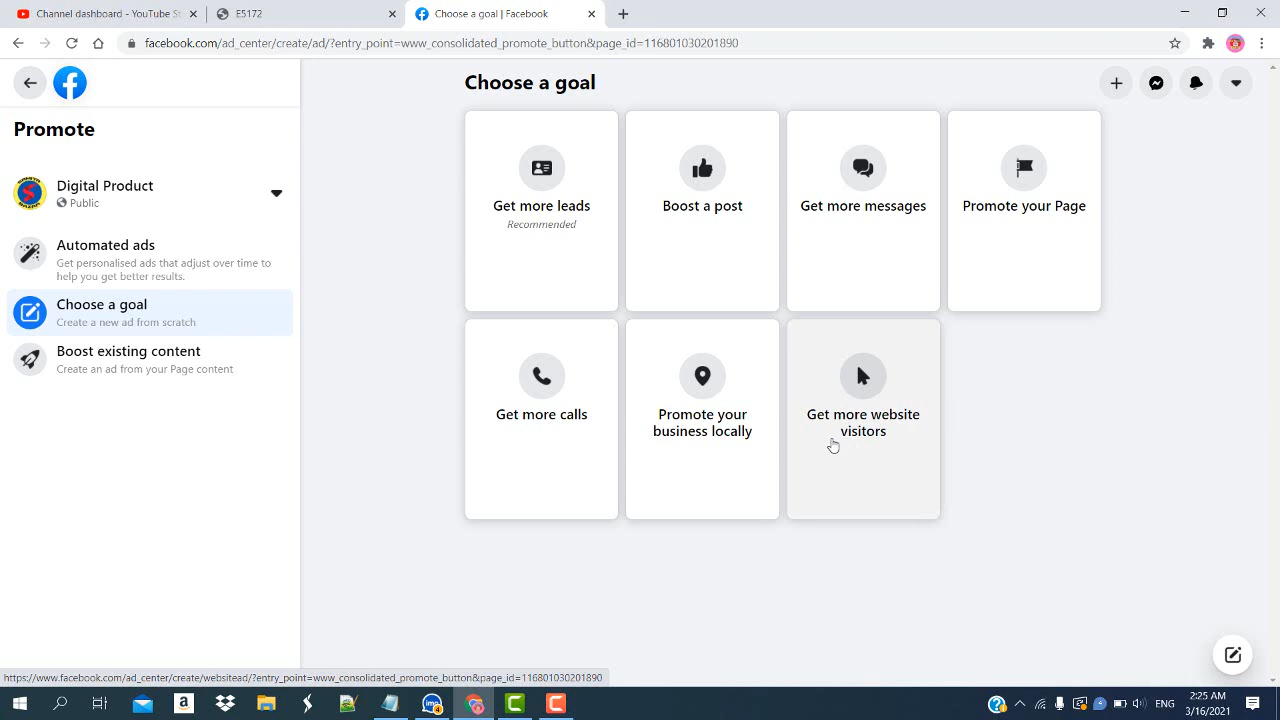 Channel dashboard - YouTube St
E5172
Choose a goal | Facebook
facebook.com/ad_center/create/ad/?entry_point=www_consolidated_promote_button&page_id=116801030201890
Promote
Digital Product
Public
Automated ads
Get personalised ads that adjust over time to
help you get better results.
Choose a goal
Create a new ad from scratch
Boost existing content
Create an ad from your Page content
Choose a goal
Get more leads
Recommended
Boost a post
Get more messages
Promote your Page
Get more calls
Promote your
business locally
Get more website
visitors
https://www.facebook.com/ad_center/create/websitead/?entry_point=www_consolidated_promote_button&page_id=116801030201890
ENG
2:25 AM
3/16/2021